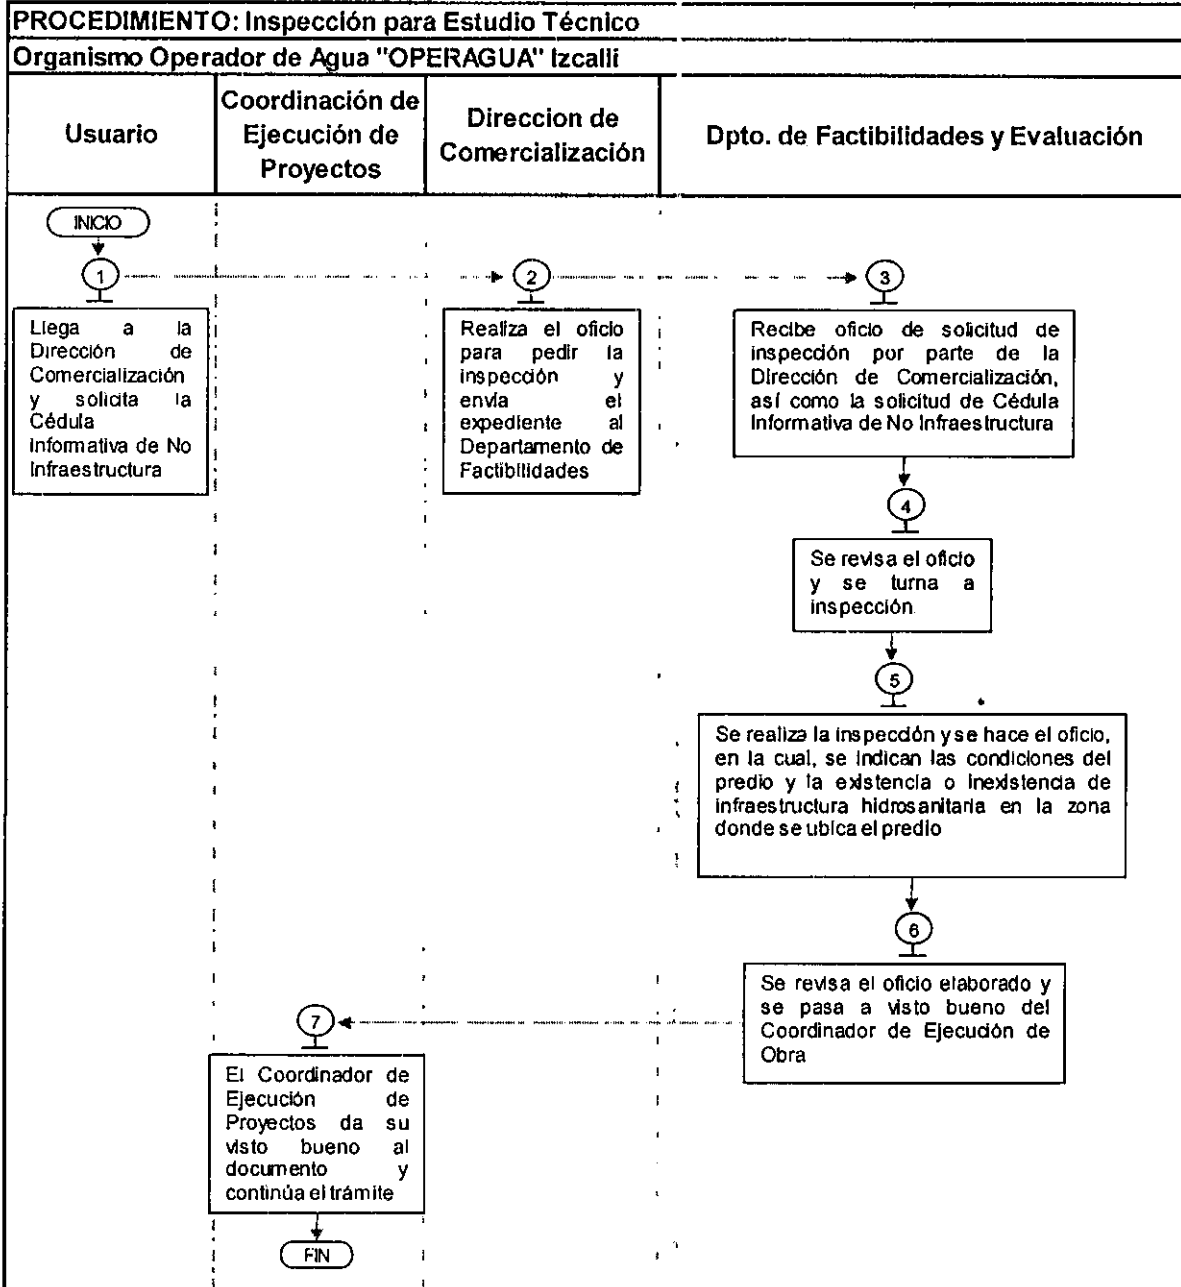 PROCEDIMIENTO: Inspección para Estudio Técnico
Organismo Operador de Agua "OPERAGUA" Izcalli
Usuario
Coordinación de
Ejecución de
Proyectos
Direccion de
Comercialización
Dpto. de Factibilidades y Evaluación
INICIO
1
2
3
Llega a la
Dirección de
Comercialización
y solicita la
Cédula
Informativa de No
Infraestructura
Realiza el oficio
para pedir la
inspección y
envía el
expediente al
Departamento de
Factibilidades
Recibe oficio de solicitud de
inspección por parte de la
Dirección de Comercialización,
así como la solicitud de Cédula
Informativa de No Infraestructura
4
Se revisa el oficio
y se turna a
inspección
5
Se realiza la inspección y se hace el oficio,
en la cual, se indican las condiciones del
predio y la existencia o inexistencia de
infraestructura hidrosanitaria en la zona
donde se ubica el predio
6
Se revisa el oficio elaborado y
se pasa a visto bueno del
Coordinador de Ejecución de
Obra
7
El Coordinador de
Ejecución de
Proyectos da su
visto bueno al
documento y
continúa el trámite
FIN